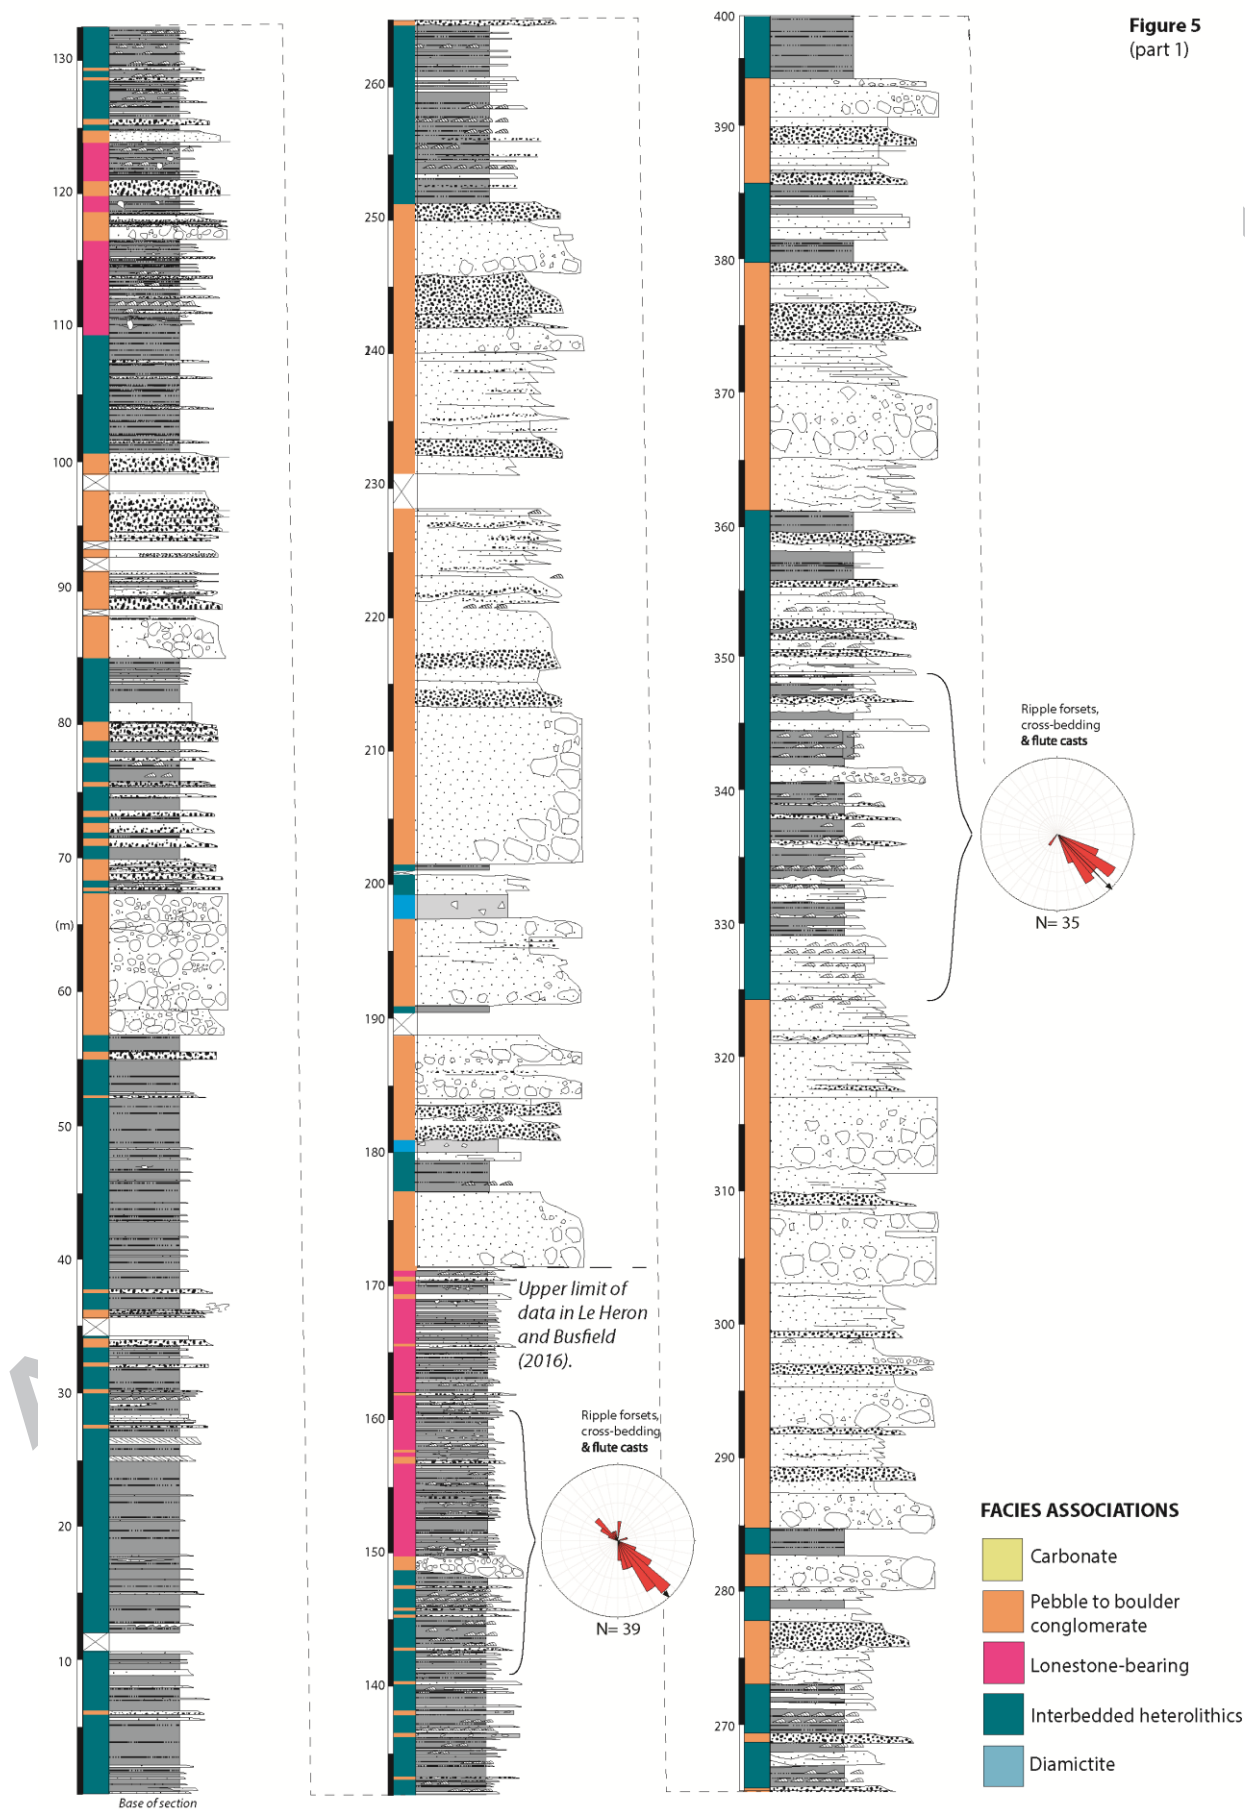 Figure 5
(part 1)
130
120
110
100
90
80
70
(m)
60
50
40
30
20
10
Base of section
260
250
240
230
220
210
200
190
180
170
160
150
140
Upper limit of
data in Le Heron
and Busfield
(2016).
Ripple forsets,
cross-bedding
& flute casts
N= 39
400
390
380
370
360
350
340
330
320
310
300
290
280
270
Ripple forsets,
cross-bedding
& flute casts
N= 35
FACIES ASSOCIATIONS
Carbonate
Pebble to boulder
conglomerate
Lonestone-bearing
Interbedded heterolithics
Diamictite